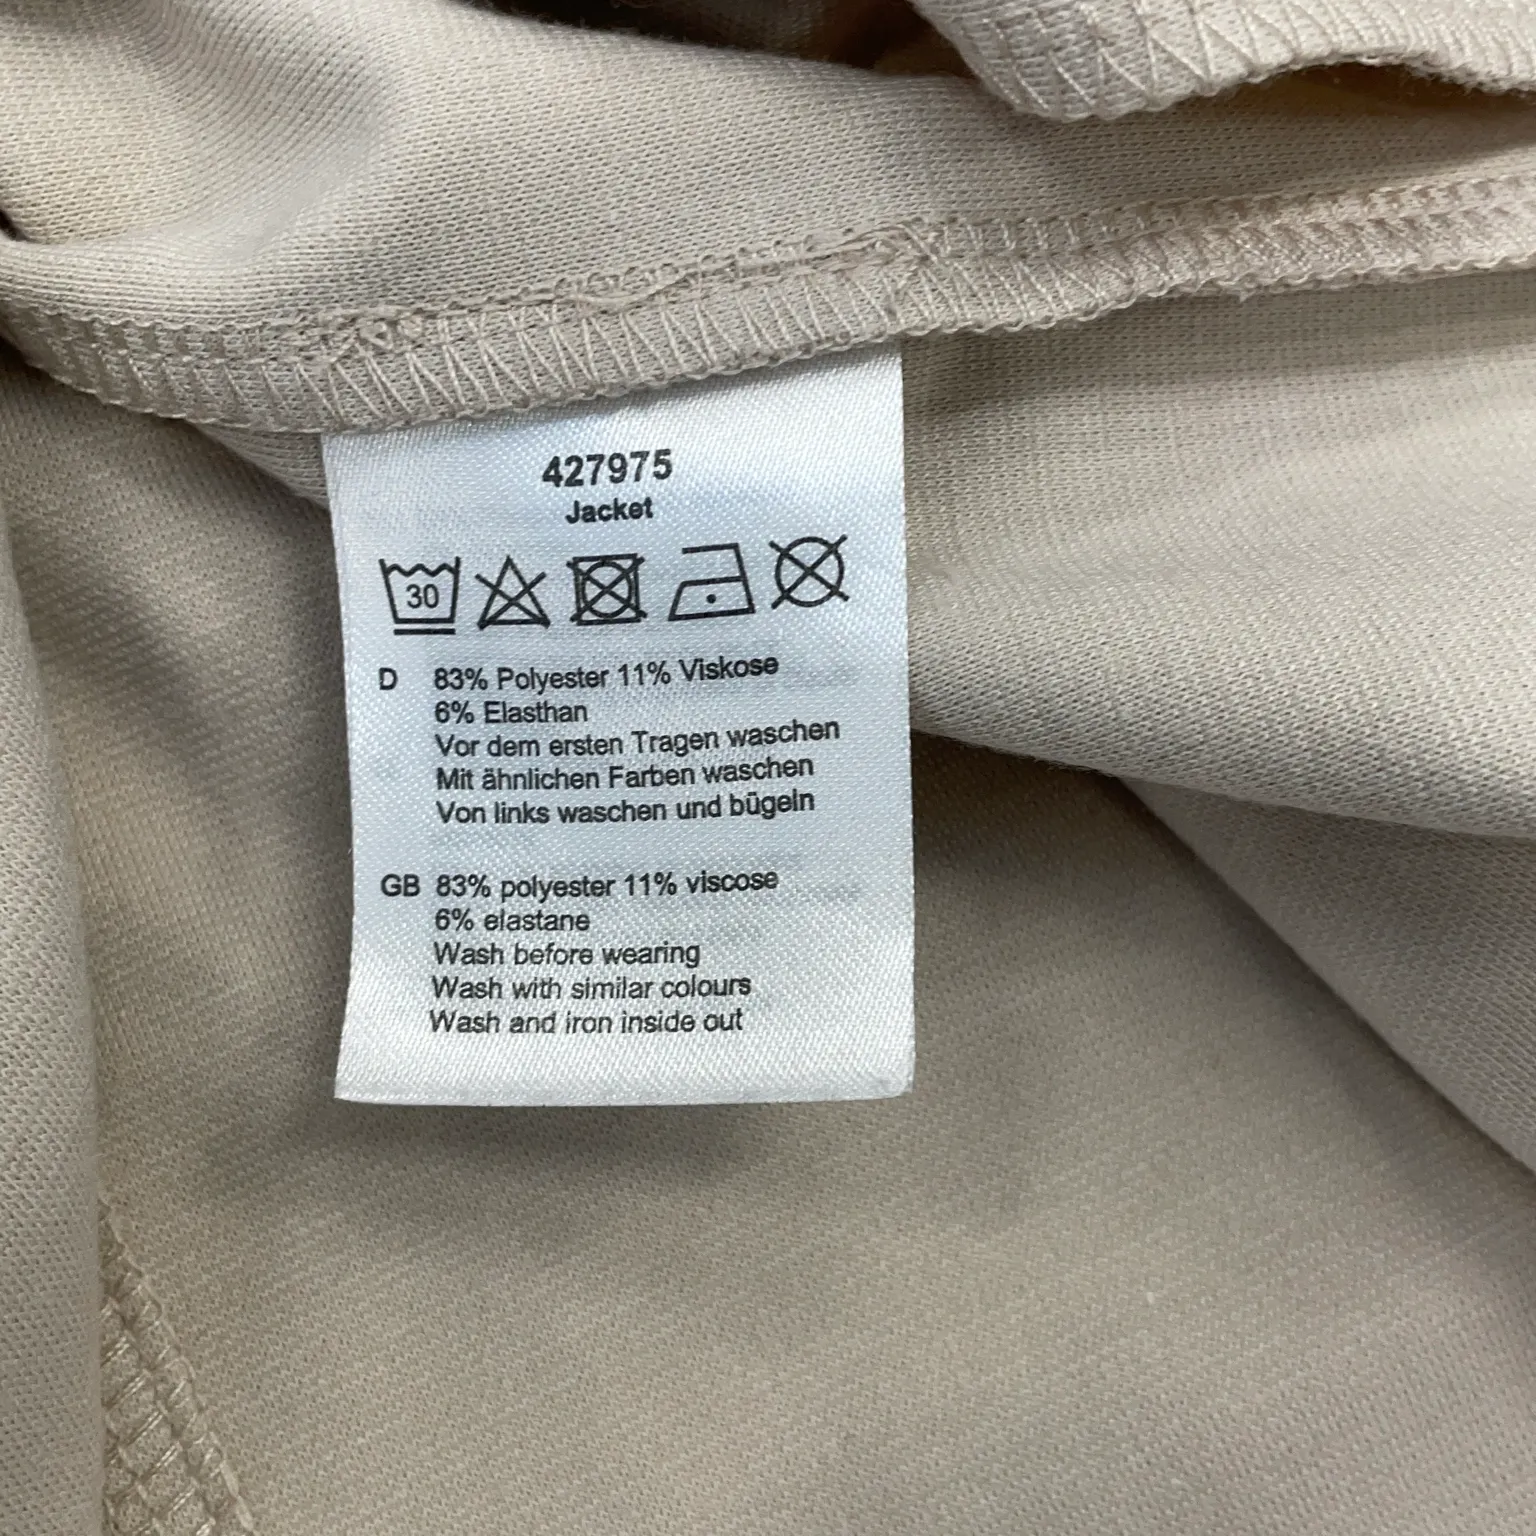 427975
Jacket
30
D 83% Polyester 11% Viskose
6% Elasthan
Vor dem ersten Tragen waschen
Mit ähnlichen Farben waschen
Von links waschen und bügeln
GB 83% polyester 11% viscose
6% elastane
Wash before wearing
Wash with similar colours
Wash and iron inside out